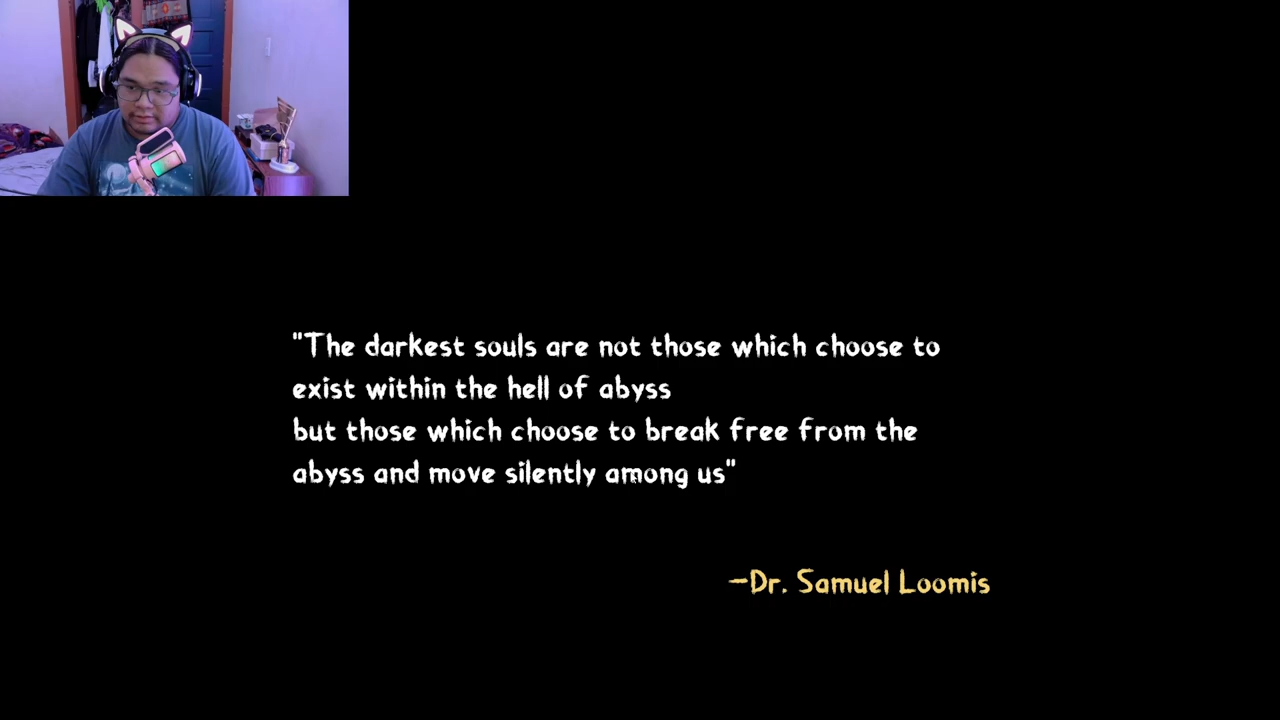 "The darkest souls are not those which choose to
exist within the hell of abyss
but those which choose to break free from the
abyss and move silently among us"
-Dr. Samuel Loomis